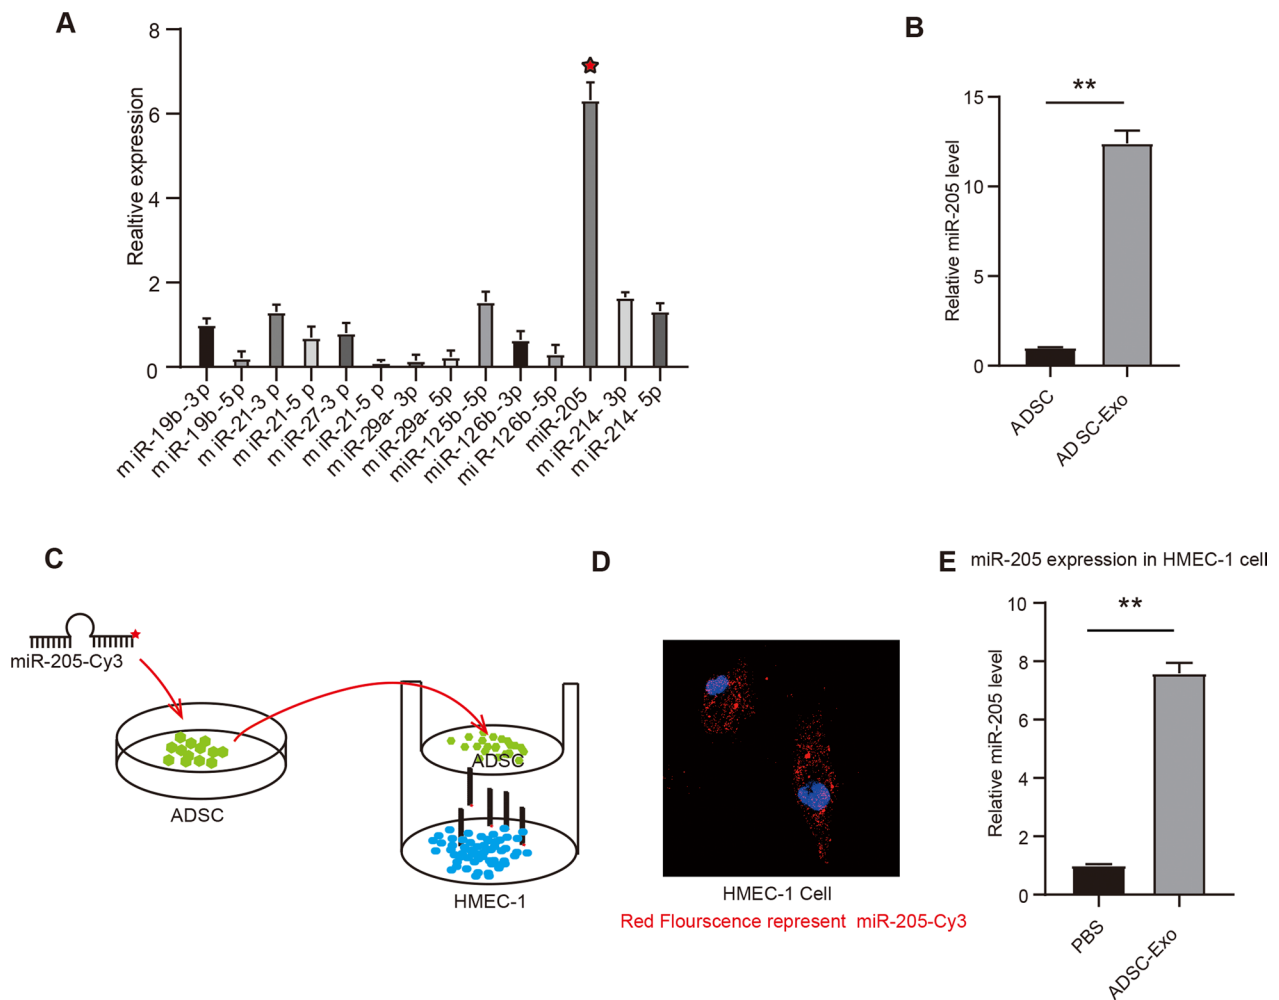 A
Realtive expression
8
6
4
2
0
m iR-19b -3 p
m iR-19b -5p
m iR-21-3 p
m iR-21-5 p
m iR-27-3 p
m iR-21-5 p
m iR-29a- 3p
m iR-29a- 5p
miR-125b -5p
miR-126b -3p
mi R-126b -5p
miR-205
m iR-214- 3p
m iR-214- 5p
B
Relative miR-205 level
15
10
5
0
**
ADSC
AD SC-Exo
C
miR-205-Cy3
ADSC
ADSC
HMEC-1
D
HMEC-1 Cell
Red Flourscence represent miR-205-Cy3
E
miR-205 expression in HMEC-1 cell
Relative miR-205 level
10
8
6
4
2
0
**
PBS
ADSC-Exo